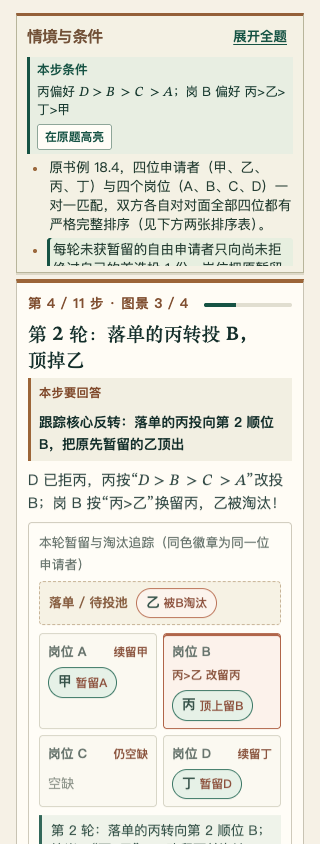 情境与条件 展开全题
本步条件
丙偏好 D > B > C > A；岗 B 偏好 丙>乙>
丁>甲
在原题高亮
• 原书例 18.4，四位申请者（甲、乙、
丙、丁）与四个岗位（A、B、C、D）一
对一匹配，双方各自对对面全部四位都有
严格完整排序（见下方两张排序表）。
• 每轮未获暂留的自由申请者只向尚未拒
第 4 / 11 步 · 图景 3 / 4
第 2 轮：落单的丙转投 B，
顶掉乙
本步要回答
跟踪核心反转：落单的丙投向第 2 顺位
B，把原先暂留的乙顶出
D 已拒丙，丙按“D > B > C > A”改投
B；岗 B 按“丙>乙”换留丙，乙被淘汰！
本轮暂留与淘汰追踪（同色徽章为同一位
申请者）
落单 / 待投池 乙 被B淘汰
岗位 A 续留甲
甲 暂留A
岗位 B
丙>乙 改留丙
丙 顶上留B
岗位 C 仍空缺
空缺
岗位 D 续留丁
丁 暂留D
第 2 轮：落单的丙转向第 2 顺位 B；